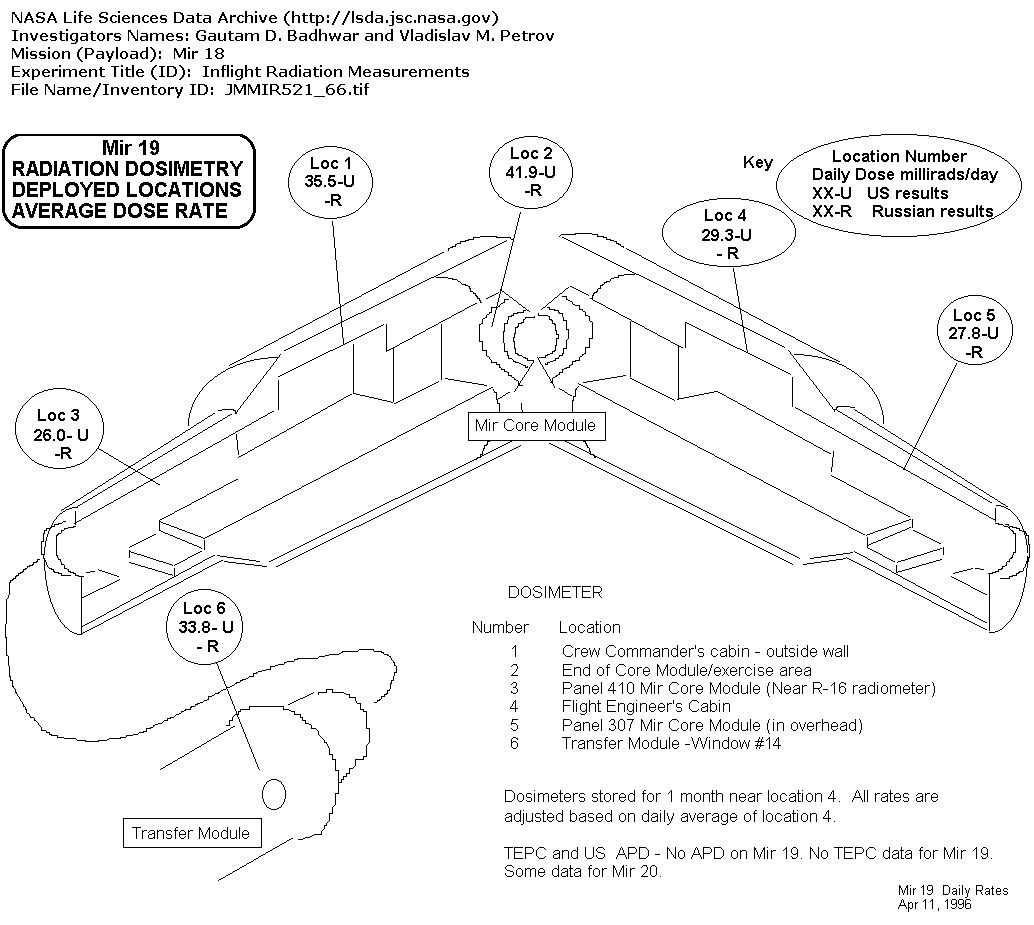 NASA Life Sciences Data Archive (http://lsda.jsc.nasa.gov)
Investigators Names: Gautam D. Badhwar and Vladislav M. Petrov
Mission (Payload):  Mir 18
Experiment Title (ID):  Inflight Radiation Measurements
File Name/Inventory ID:  JMMIR521_66.tif
Mir 19
RADIATION DOSIMETRY
DEPLOYED LOCATIONS
AVERAGE DOSE RATE
Loc 1
35.5-U
-R
Loc 2
41.9-U
-R
Key
Location Number
Daily Dose millirads/day
XX-U   US results
XX-R    Russian results
Loc 4
29.3-U
- R
Loc 5
27.8-U
-R
Loc 3
26.0- U
-R
Mir Core Module
Loc 6
33.8- U
- R
Transfer Module
DOSIMETER
Number   Location
1   Crew Commander's cabin - outside wall
2   End of Core Module/exercise area
3   Panel 410 Mir Core Module (Near R-16 radiometer)
4   Flight Engineer's Cabin
5   Panel 307 Mir Core Module (in overhead)
6   Transfer Module -Window #14
Dosimeters stored for 1 month near location 4.  All rates are
adjusted based on daily average of location 4.
TEPC and US  APD - No APD on Mir 19. No TEPC data for Mir 19.
Some data for Mir 20.
Mir 19  Daily Rates
Apr 11, 1996